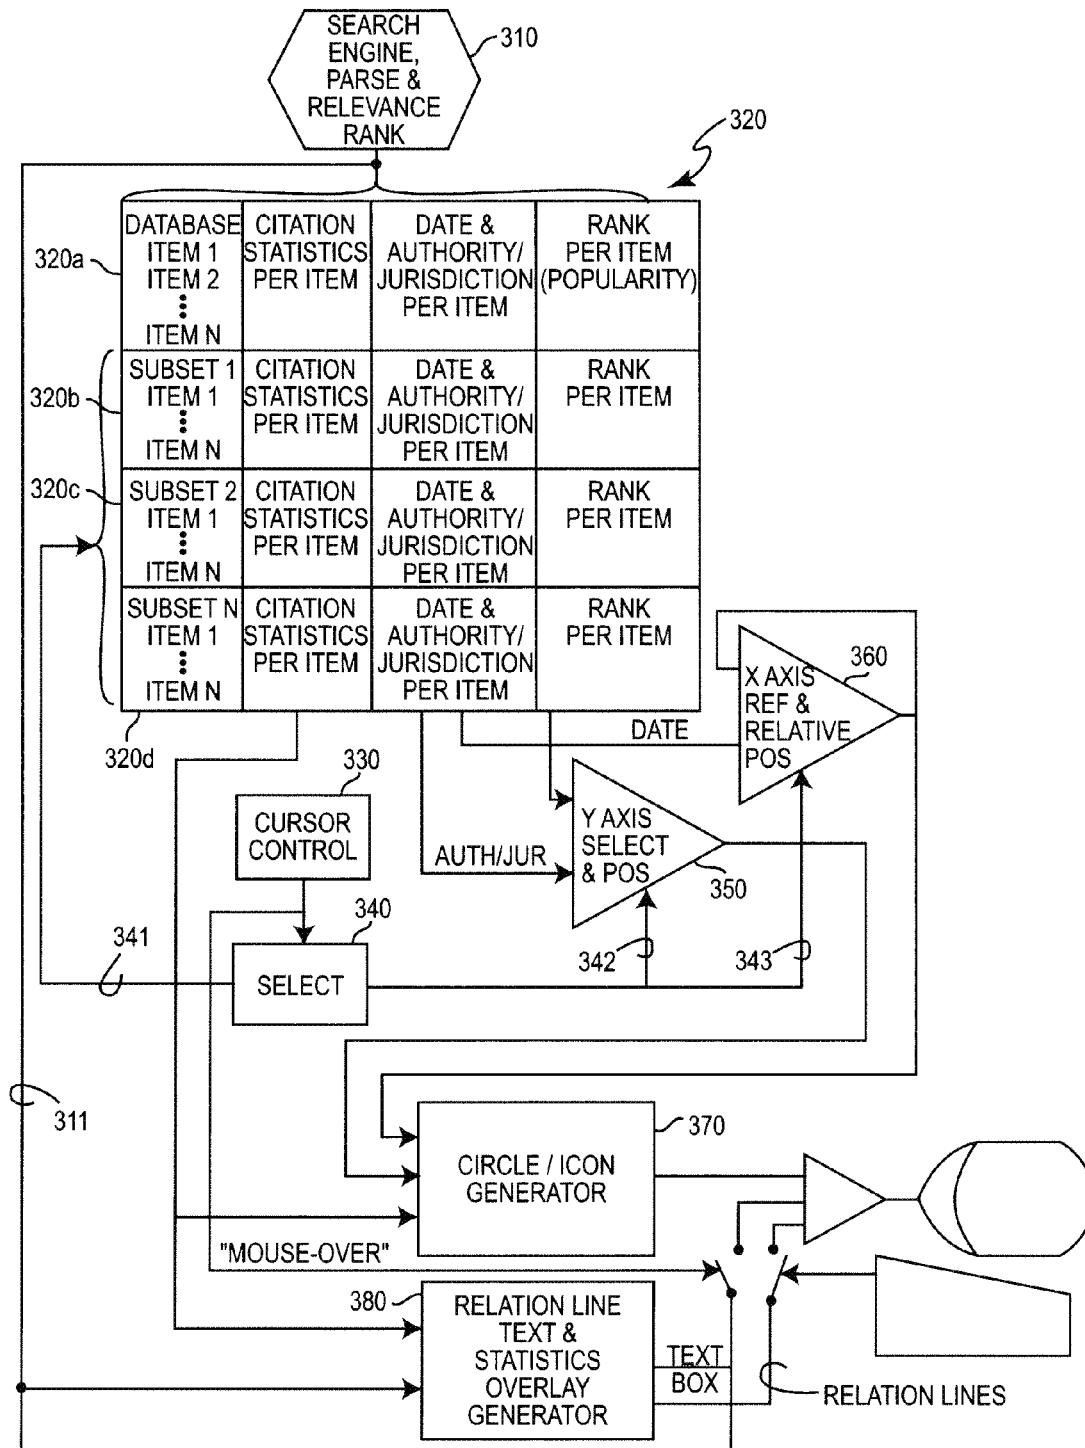 SEARCH
ENGINE,
PARSE &
RELEVANCE
RANK
310
320
DATABASE
ITEM 1
ITEM 2
ITEM N
CITATION
STATISTICS
PER ITEM
DATE &
AUTHORITY/
JURISDICTION
PER ITEM
RANK
PER ITEM
(POPULARITY)
320a
SUBSET 1
ITEM 1
ITEM N
CITATION
STATISTICS
PER ITEM
DATE &
AUTHORITY/
JURISDICTION
PER ITEM
RANK
PER ITEM
320b
SUBSET 2
ITEM 1
ITEM N
CITATION
STATISTICS
PER ITEM
DATE &
AUTHORITY/
JURISDICTION
PER ITEM
RANK
PER ITEM
320c
SUBSET N
ITEM 1
ITEM N
CITATION
STATISTICS
PER ITEM
DATE &
AUTHORITY/
JURISDICTION
PER ITEM
RANK
PER ITEM
320d
X AXIS
REF &
RELATIVE
POS
360
DATE
330
CURSOR
CONTROL
Y AXIS
SELECT
& POS
350
AUTH/JUR
340
SELECT
341
342
343
311
370
CIRCLE / ICON
GENERATOR
"MOUSE-OVER"
380
RELATION LINE
TEXT &
STATISTICS
OVERLAY
GENERATOR
TEXT
BOX
RELATION LINES